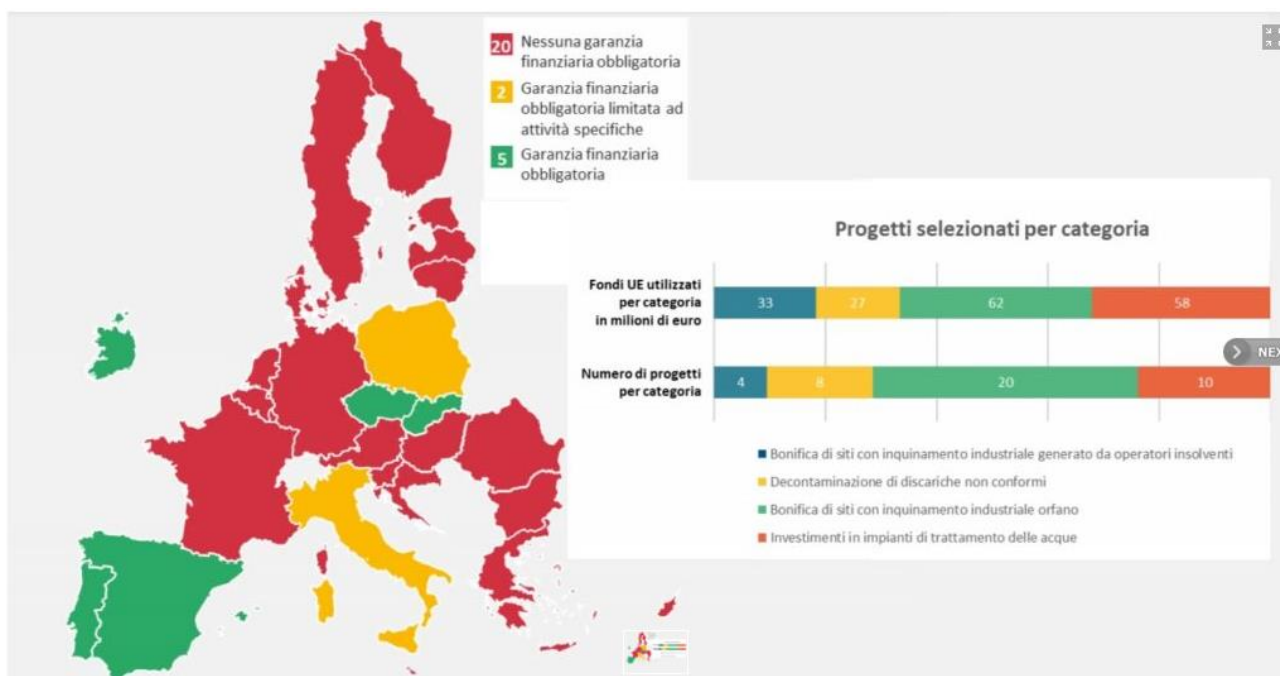 20 Nessuna garanzia
finanziaria obbligatoria
2 Garanzia finanziaria
obbligatoria limitata ad
attività specifiche
5 Garanzia finanziaria
obbligatoria
Progetti selezionati per categoria
Fondi UE utilizzati
per categoria
in milioni di euro
33 27 62 58
NEX
Numero di progetti
per categoria
4 8 20 10
Bonifica di siti con inquinamento industriale generato da operatori insolventi
Decontaminazione di discariche non conformi
Bonifica di siti con inquinamento industriale orfano
Investimenti in impianti di trattamento delle acque